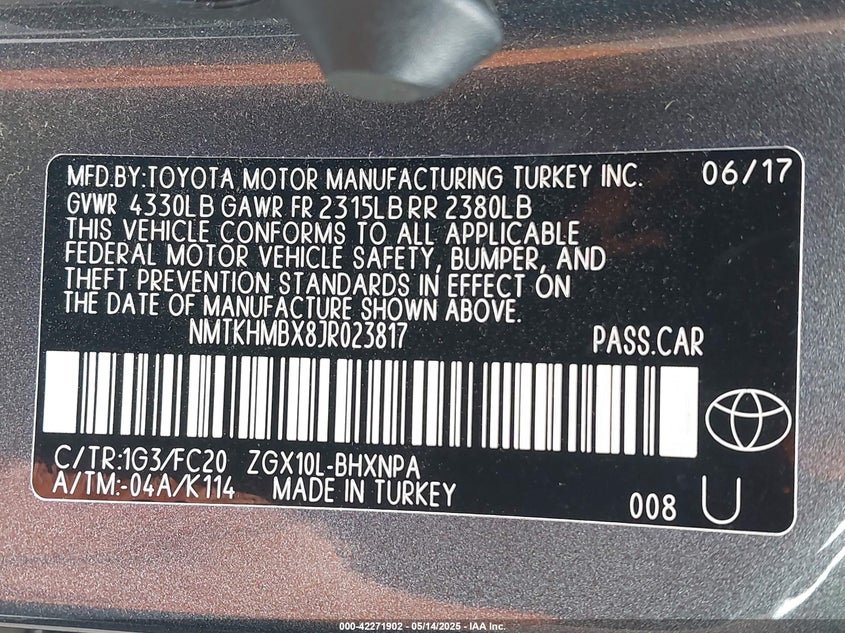 MFD.BY:TOYOTA MOTOR MANUFACTURING TURKEY INC. 06/17
GVWR 4330LB GAWR FR 2315LB RR 2380LB
THIS VEHICLE CONFORMS TO ALL APPLICABLE
FEDERAL MOTOR VEHICLE SAFETY, BUMPER, AND
THEFT PREVENTION STANDARDS IN EFFECT ON
THE DATE OF MANUFACTURE SHOWN ABOVE.
NMTKHMBX8JR023817 PASS.CAR
C/TR:1G3/FC20 ZGX10L-BHXNPA
A/TM:-04A/K114 MADE IN TURKEY
008 U
000-42271902 - 05/14/2025 - IAA Inc.